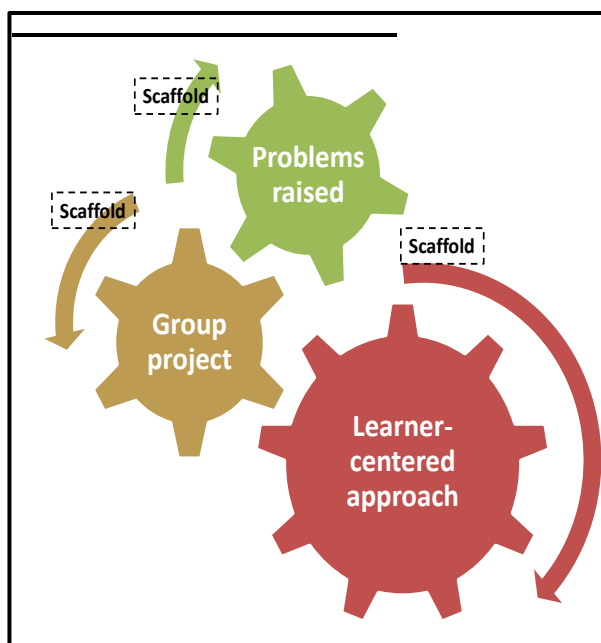 Scaffold
Problems
raised
Scaffold
Scaffold
Group
project
Learner-
centered
approach